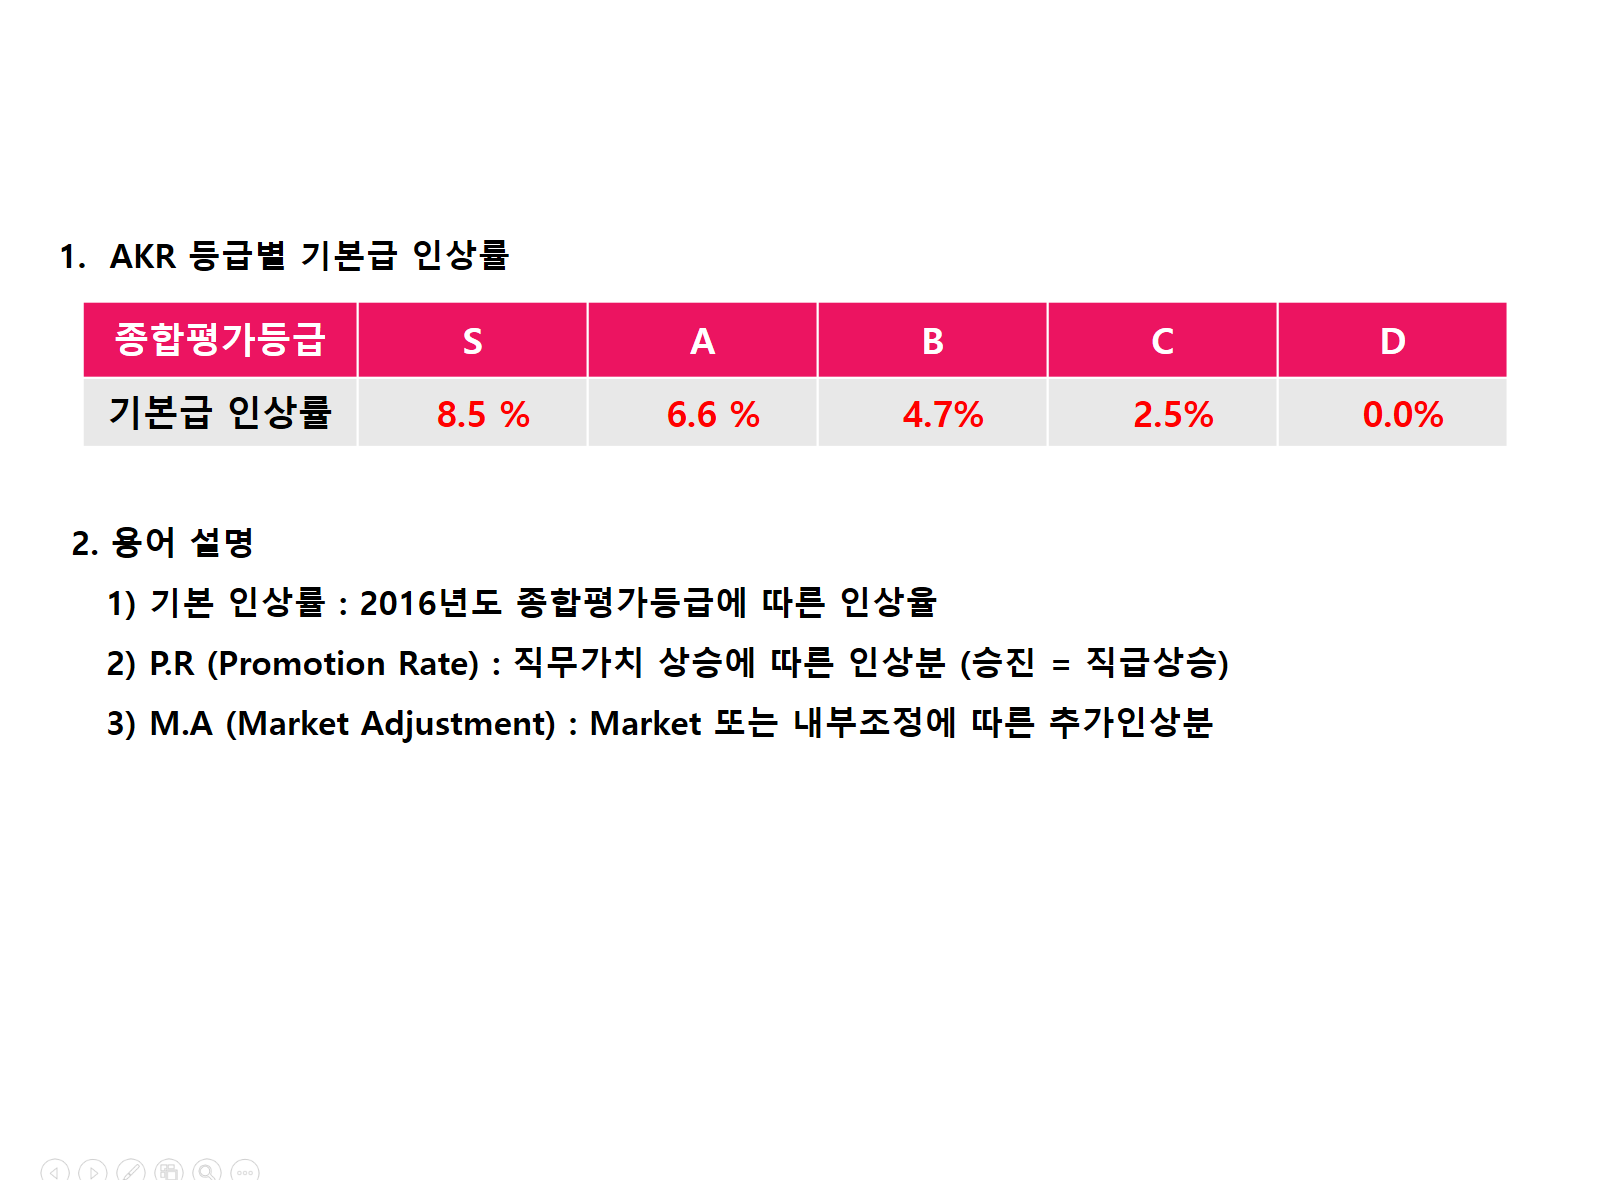 1. AKR 등급별 기본급 인상률
종합평가등급 S A B C D
기본급 인상률 8.5 % 6.6 % 4.7% 2.5% 0.0%
2. 용어 설명
1) 기본 인상률 : 2016년도 종합평가등급에 따른 인상율
2) P.R (Promotion Rate) : 직무가치 상승에 따른 인상분 (승진 = 직급상승)
3) M.A (Market Adjustment) : Market 또는 내부조정에 따른 추가인상분